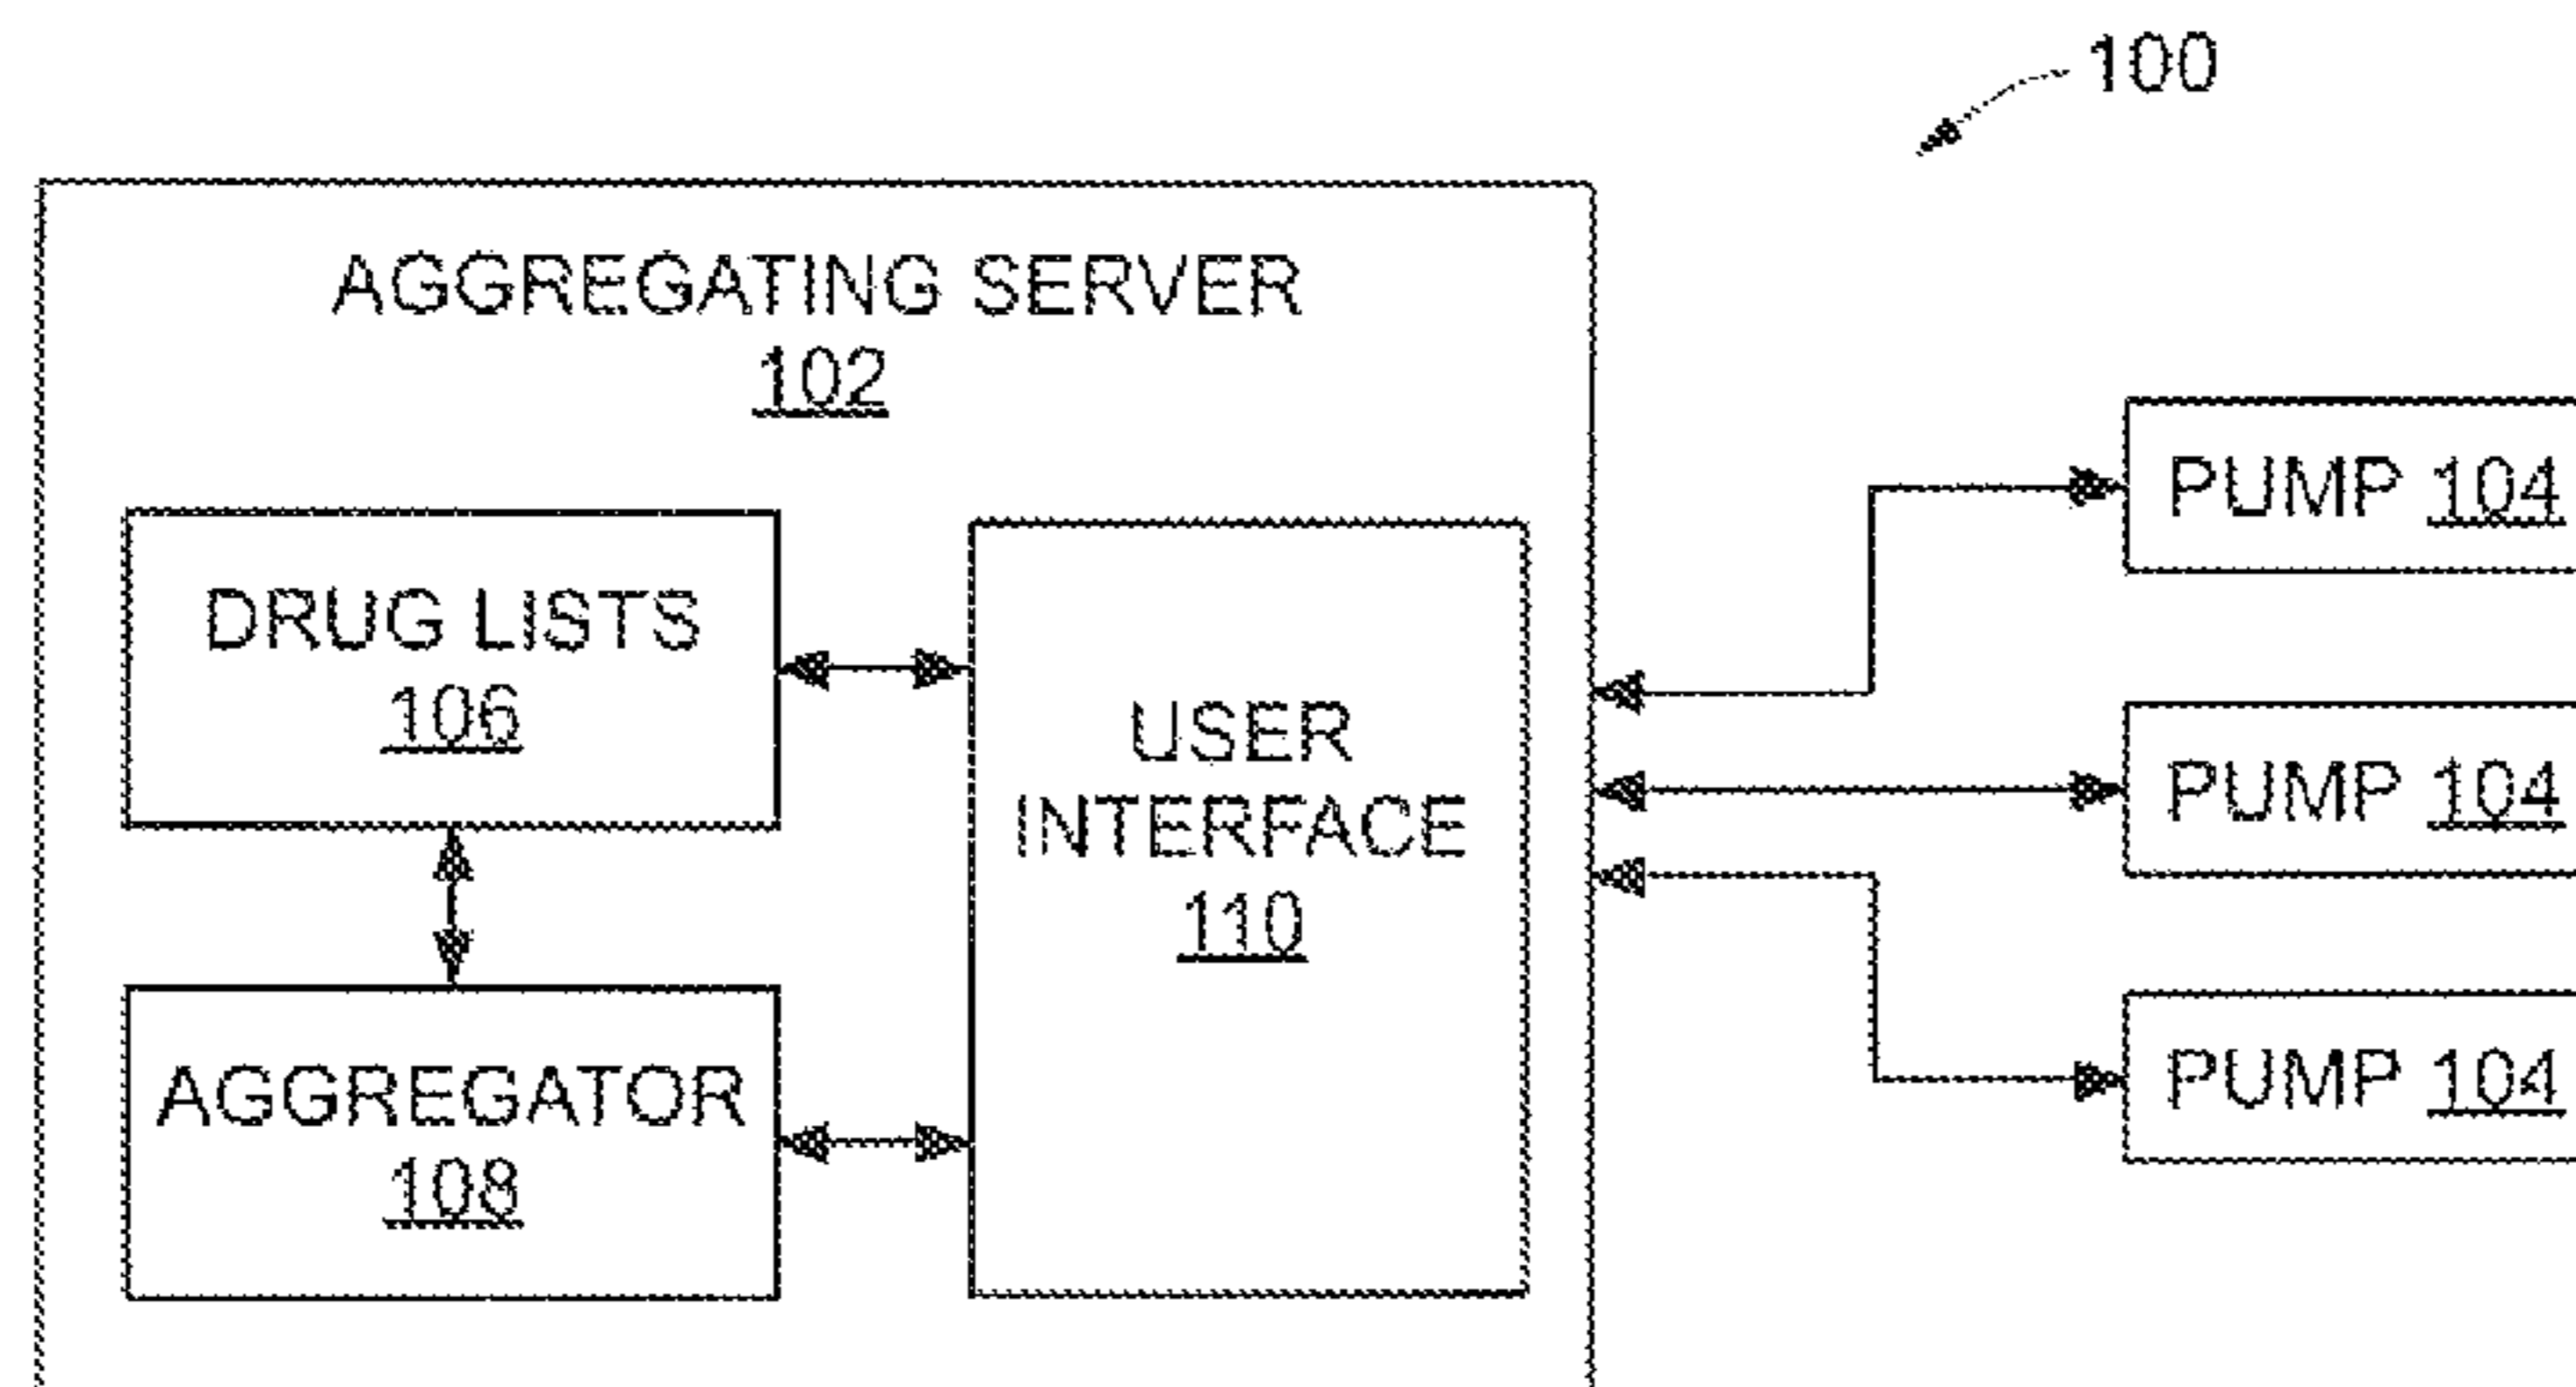 100
AGGREGATING SERVER
102
DRUG LISTS
106
USER
INTERFACE
110
AGGREGATOR
108
PUMP 104
PUMP 104
PUMP 104